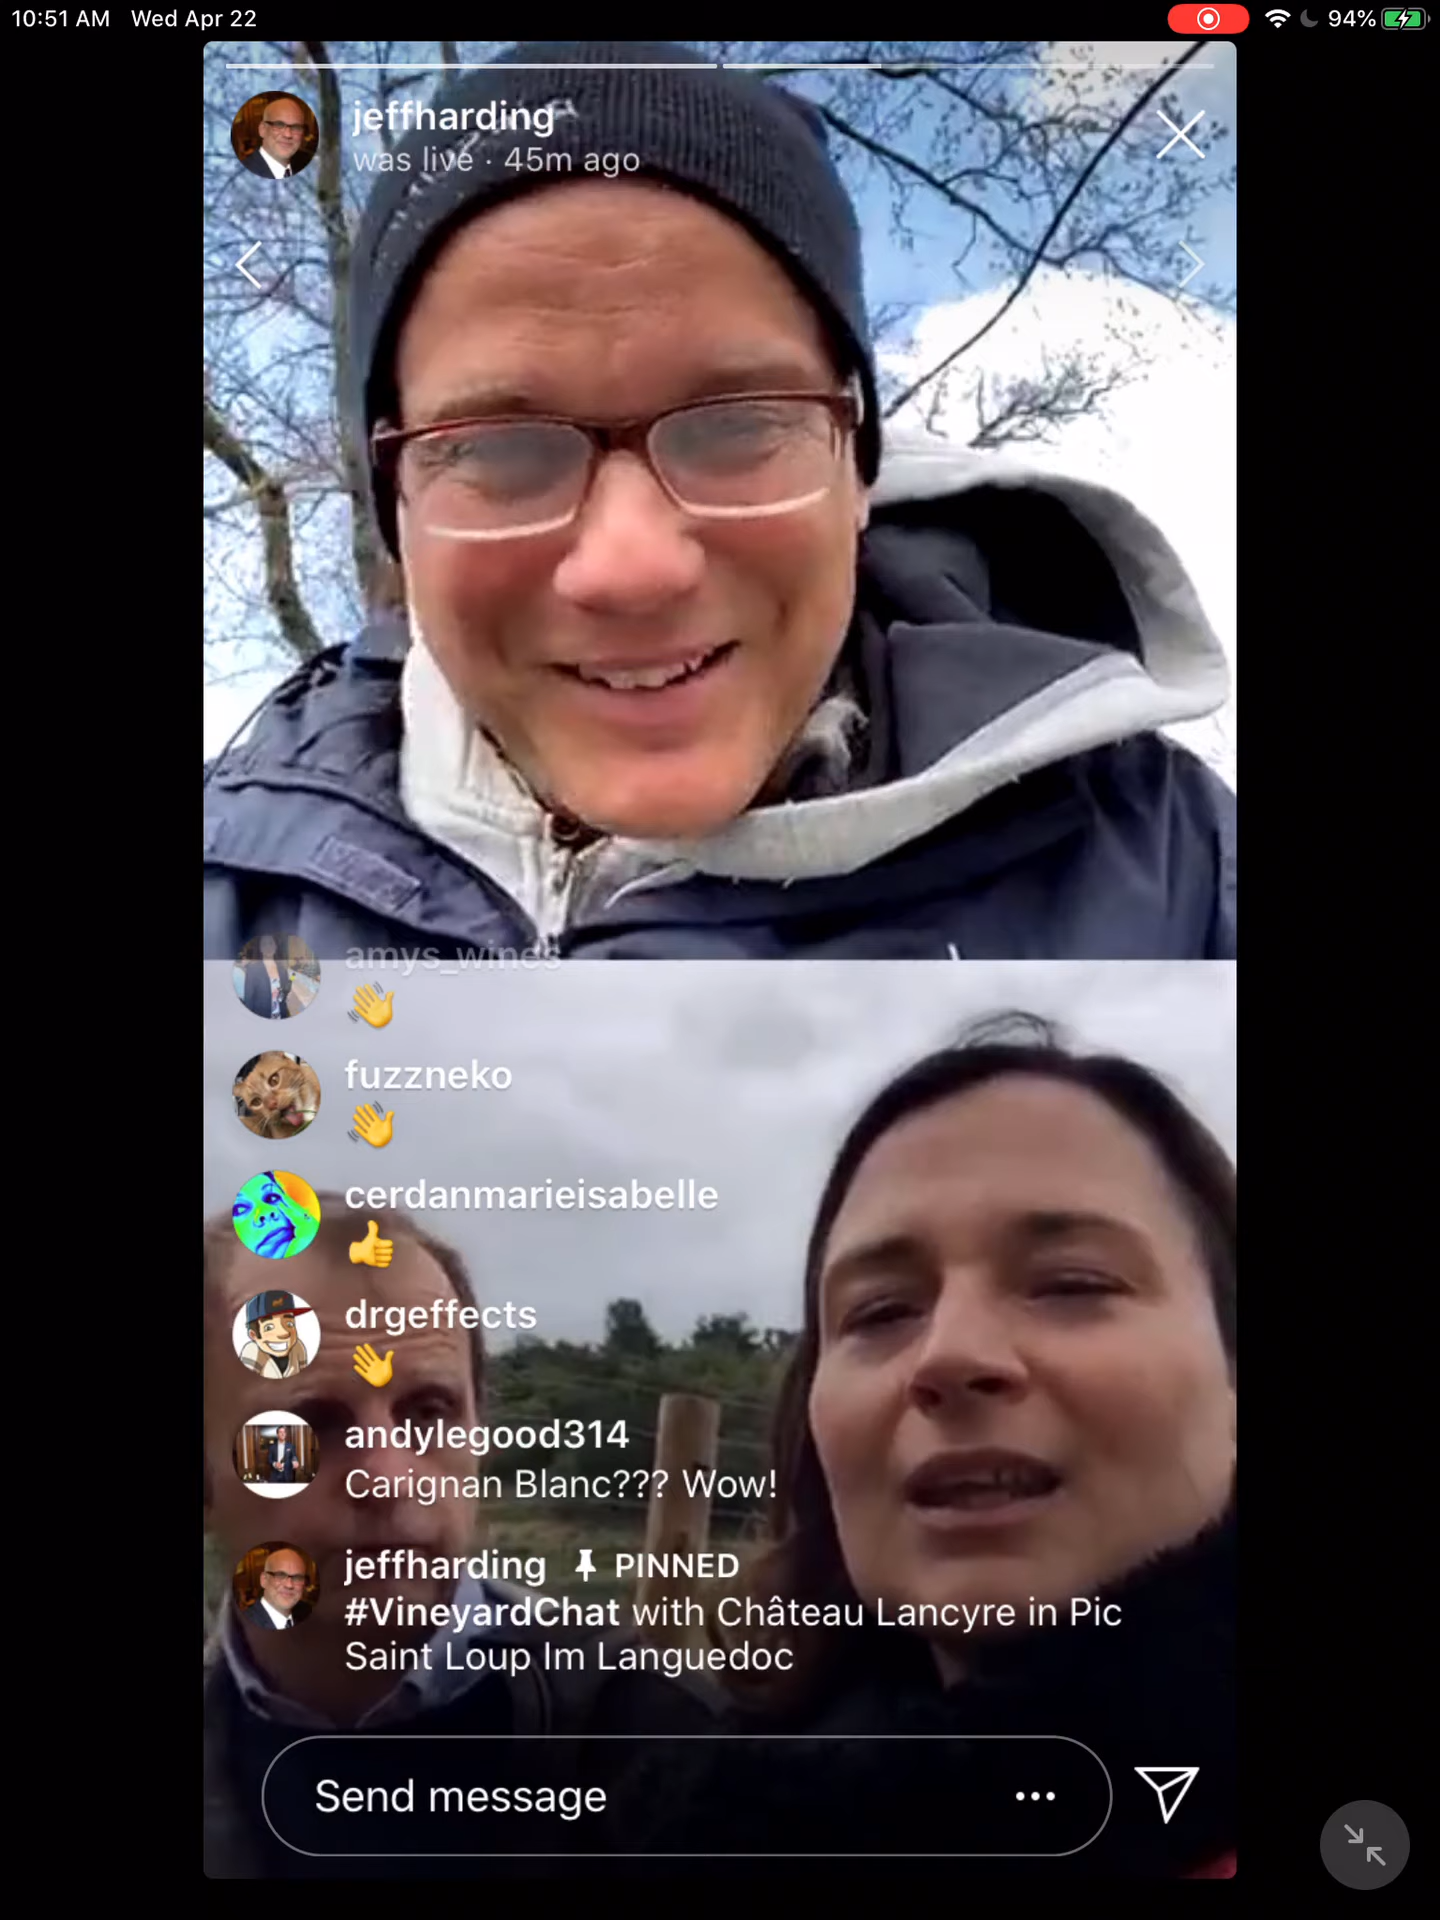 10:51 AM Wed Apr 22
94%
jeffharding
was live · 45m ago
amys_wines
👋
fuzzneko
👋
cerdanmarieisabelle
👍
drgeffects
👋
andylegood314
Carignan Blanc??? Wow!
jeffharding PINNED
#VineyardChat with Château Lancyre in Pic
Saint Loup Im Languedoc
Send message